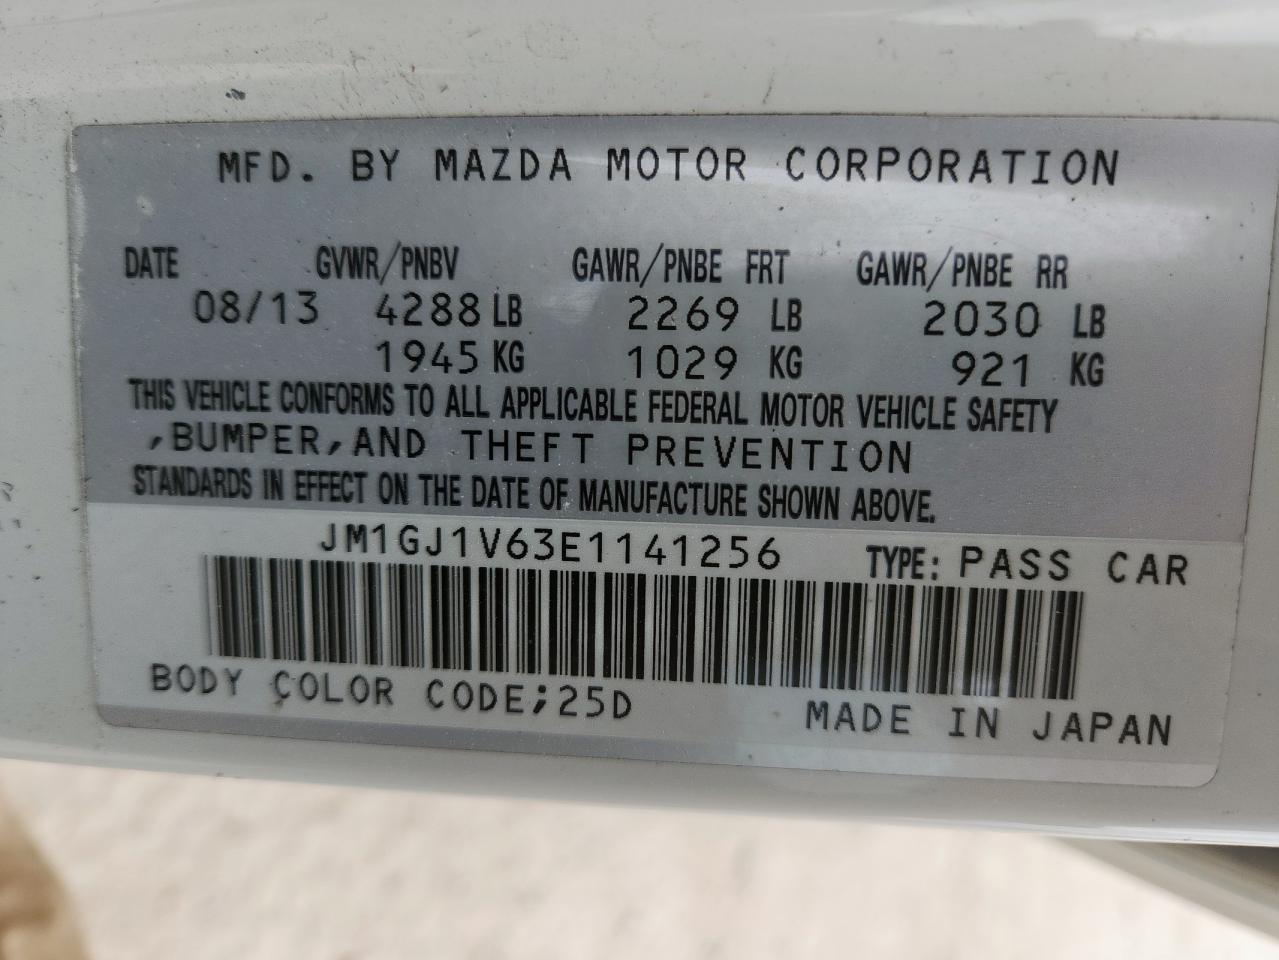 MFD. BY MAZDA MOTOR CORPORATION
DATE GVWR/PNBV GAWR/PNBE FRT GAWR/PNBE RR
08/13 4288 LB 2269 LB 2030 LB
1945 KG 1029 KG 921 KG
THIS VEHICLE CONFORMS TO ALL APPLICABLE FEDERAL MOTOR VEHICLE SAFETY
,BUMPER,AND THEFT PREVENTION
STANDARDS IN EFFECT ON THE DATE OF MANUFACTURE SHOWN ABOVE.
JM1GJ1V63E1141256 TYPE: PASS CAR
BODY COLOR CODE;25D MADE IN JAPAN